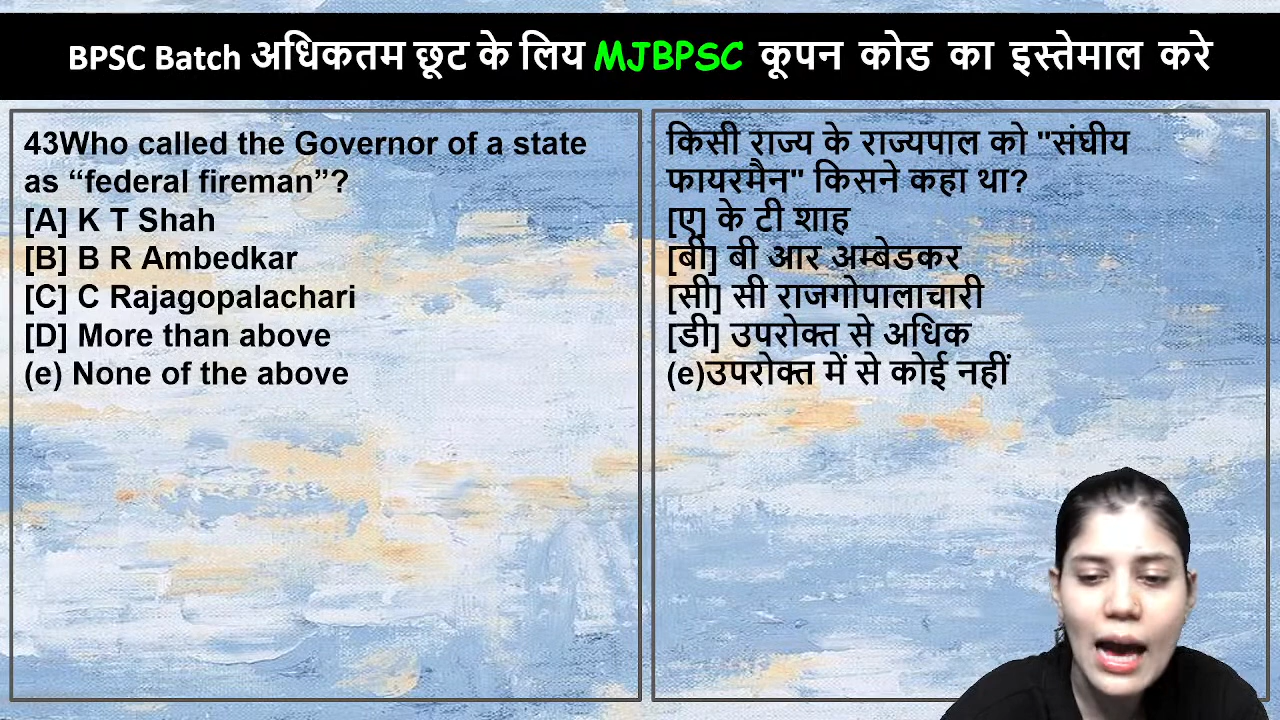 BPSC Batch अधिकतम छूट के लिय MJBPSC कूपन कोड का इस्तेमाल करे
43Who called the Governor of a state
as “federal fireman”?
[A] K T Shah
[B] B R Ambedkar
[C] C Rajagopalachari
[D] More than above
(e) None of the above
किसी राज्य के राज्यपाल को "संघीय
फायरमैन" किसने कहा था?
[ए] के टी शाह
[बी] बी आर अम्बेडकर
[सी] सी राजगोपालाचारी
[डी] उपरोक्त से अधिक
(e)उपरोक्त में से कोई नहीं